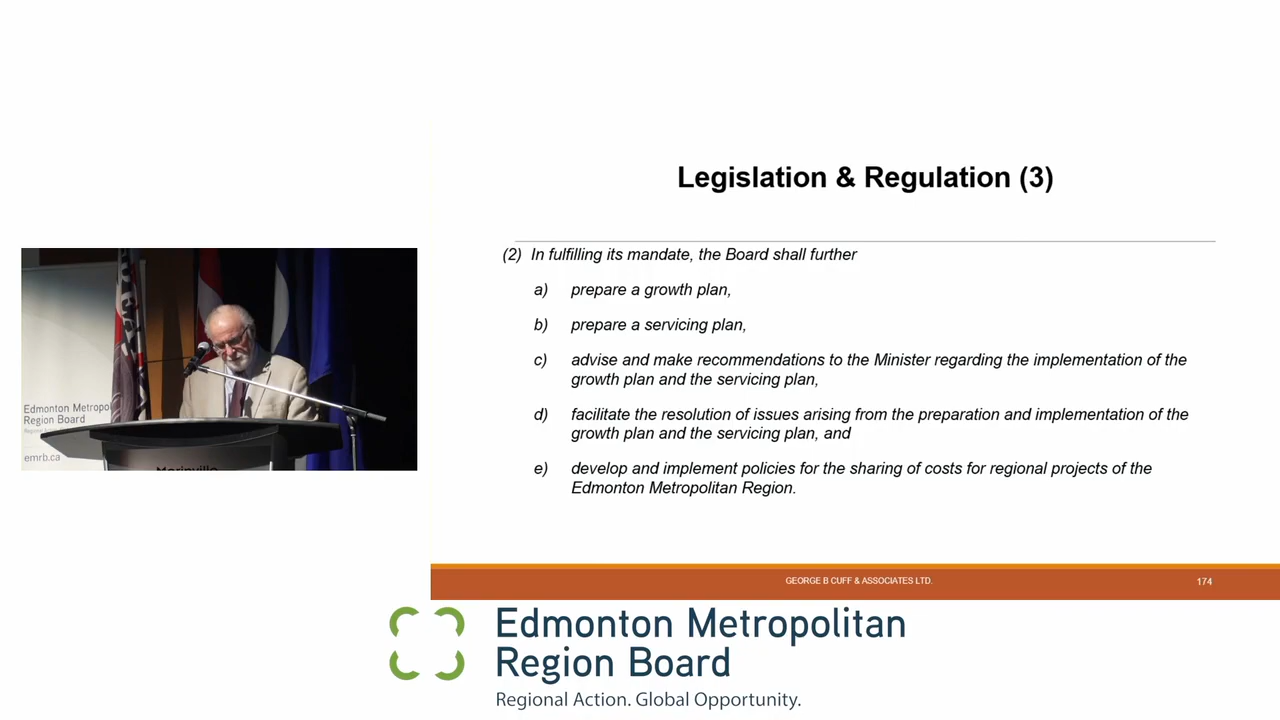 Legislation & Regulation (3)
(2) In fulfilling its mandate, the Board shall further
a) prepare a growth plan,
b) prepare a servicing plan,
c) advise and make recommendations to the Minister regarding the implementation of the
growth plan and the servicing plan,
d) facilitate the resolution of issues arising from the preparation and implementation of the
growth plan and the servicing plan, and
e) develop and implement policies for the sharing of costs for regional projects of the
Edmonton Metropolitan Region.
GEORGE B CUFF & ASSOCIATES LTD.
174
Edmonton Metropol
Region Board
emrb.ca
Morinville
Edmonton Metropolitan
Region Board
Regional Action. Global Opportunity.